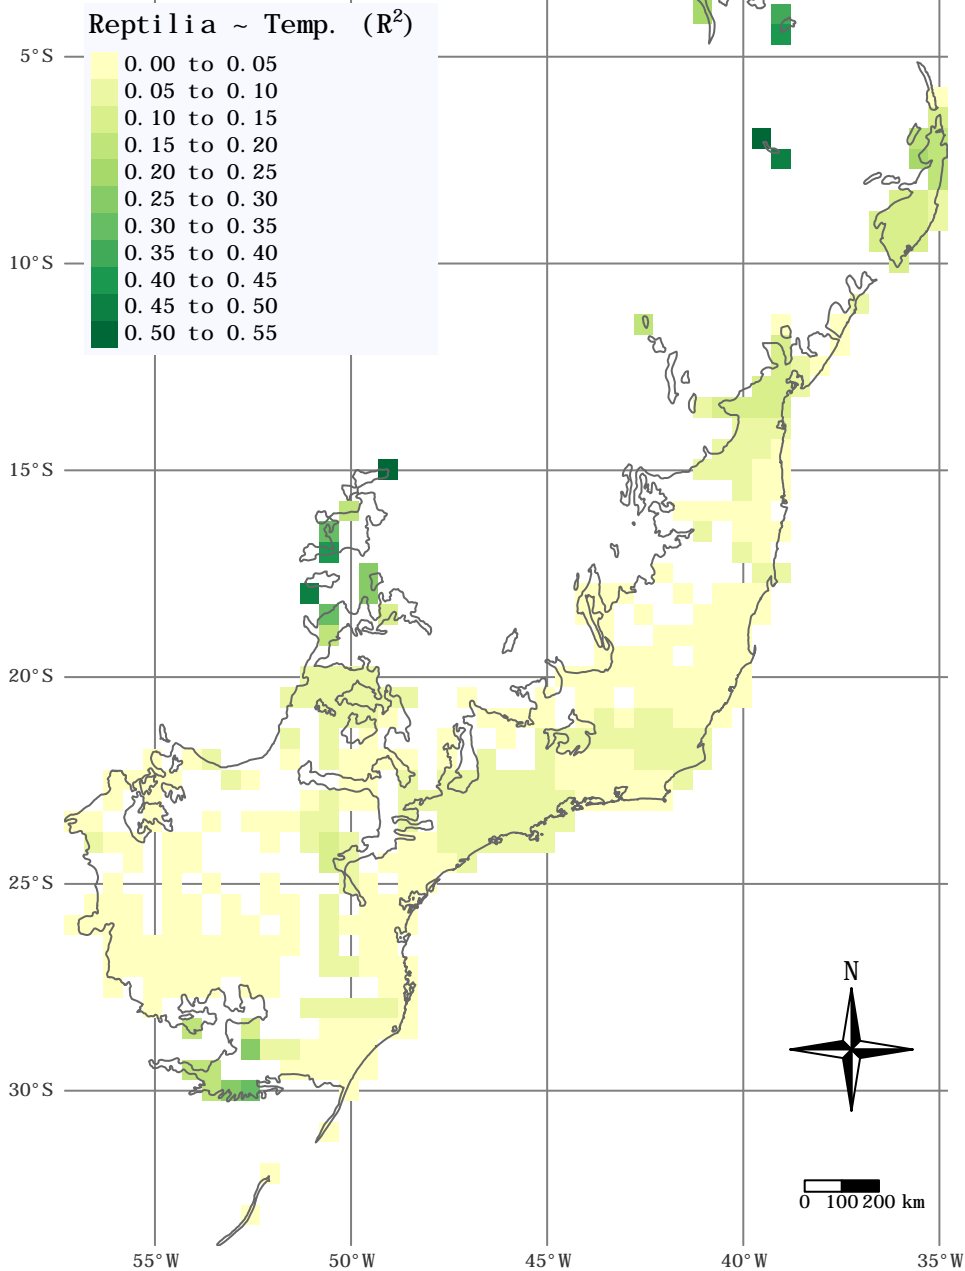 Reptilia ~ Temp. (R²)
0.00 to 0.05
0.05 to 0.10
0.10 to 0.15
0.15 to 0.20
0.20 to 0.25
0.25 to 0.30
0.30 to 0.35
0.35 to 0.40
0.40 to 0.45
0.45 to 0.50
0.50 to 0.55
5°S
10°S
15°S
20°S
25°S
30°S
N
0 100 200 km
55°W 50°W 45°W 40°W 35°W